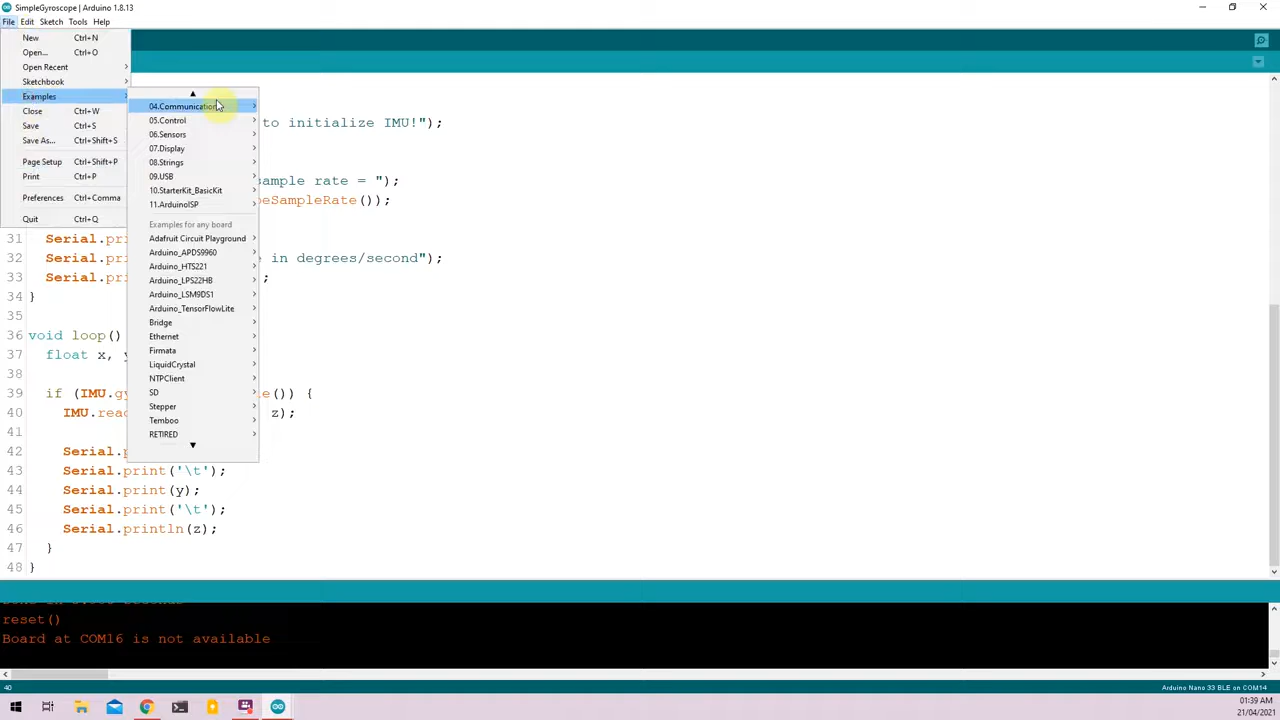 SimpleGyroscope | Arduino 1.8.13
File Edit Sketch Tools Help
New Ctrl+N
Open... Ctrl+O
Open Recent
Sketchbook
Examples
Close Ctrl+W
Save Ctrl+S
Save As... Ctrl+Shift+S
Page Setup Ctrl+Shift+P
Print Ctrl+P
Preferences Ctrl+Comma
Quit Ctrl+Q
04.Communication
05.Control
06.Sensors
07.Display
08.Strings
09.USB
10.StarterKit_BasicKit
11.ArduinoISP
Examples for any board
Adafruit Circuit Playground
Arduino_APDS9960
Arduino_HTS221
Arduino_LPS22HB
Arduino_LSM9DS1
Arduino_TensorFlowLite
Bridge
Ethernet
Firmata
LiquidCrystal
NTPClient
SD
Stepper
Temboo
RETIRED
to initialize IMU!");
sample rate = ");
peSampleRate());
31 Serial.pri
32 Serial.pri e in degrees/second");
33 Serial.pri ;
34 }
35
36 void loop()
37 float x, y
38
39 if (IMU.gy le()) {
40 IMU.read z);
41
42 Serial.
43 Serial.print('\t');
44 Serial.print(y);
45 Serial.print('\t');
46 Serial.println(z);
47 }
48 }
reset()
Board at COM16 is not available
40 Arduino Nano 33 BLE on COM14
01:39 AM
21/04/2021